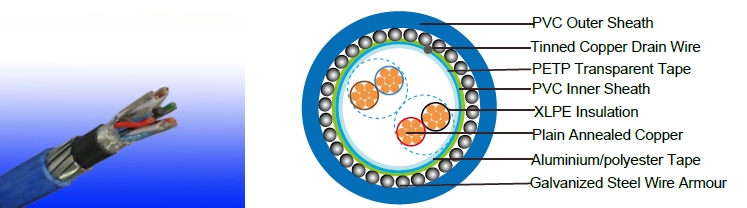 PVC Outer Sheath
Tinned Copper Drain Wire
PETP Transparent Tape
PVC Inner Sheath
XLPE Insulation
Plain Annealed Copper
Aluminium/polyester Tape
Galvanized Steel Wire Armour